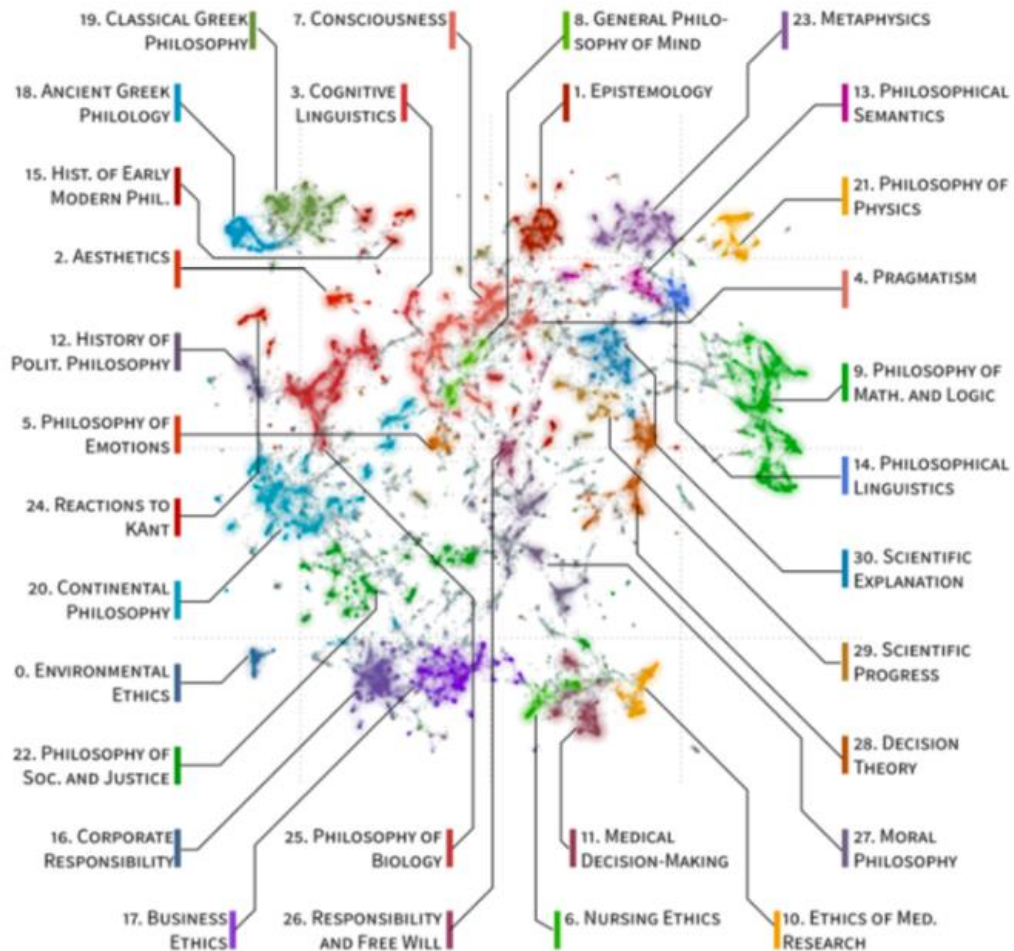 19. Classical Greek
Philosophy
7. Consciousness
8. General Philo-
sophy of Mind
23. Metaphysics
18. Ancient Greek
Philology
3. Cognitive
Linguistics
1. Epistemology
13. Philosophical
Semantics
15. Hist. of Early
Modern Phil.
21. Philosophy of
Physics
2. Aesthetics
4. Pragmatism
12. History of
Polit. Philosophy
9. Philosophy of
Math. and Logic
5. Philosophy of
Emotions
14. Philosophical
Linguistics
24. Reactions to
KAnt
30. Scientific
Explanation
20. Continental
Philosophy
29. Scientific
Progress
0. Environmental
Ethics
28. Decision
Theory
22. Philosophy of
Soc. and Justice
16. Corporate
Responsibility
25. Philosophy of
Biology
11. Medical
Decision-Making
27. Moral
Philosophy
17. Business
Ethics
26. Responsibility
and Free Will
6. Nursing Ethics
10. Ethics of Med.
Research